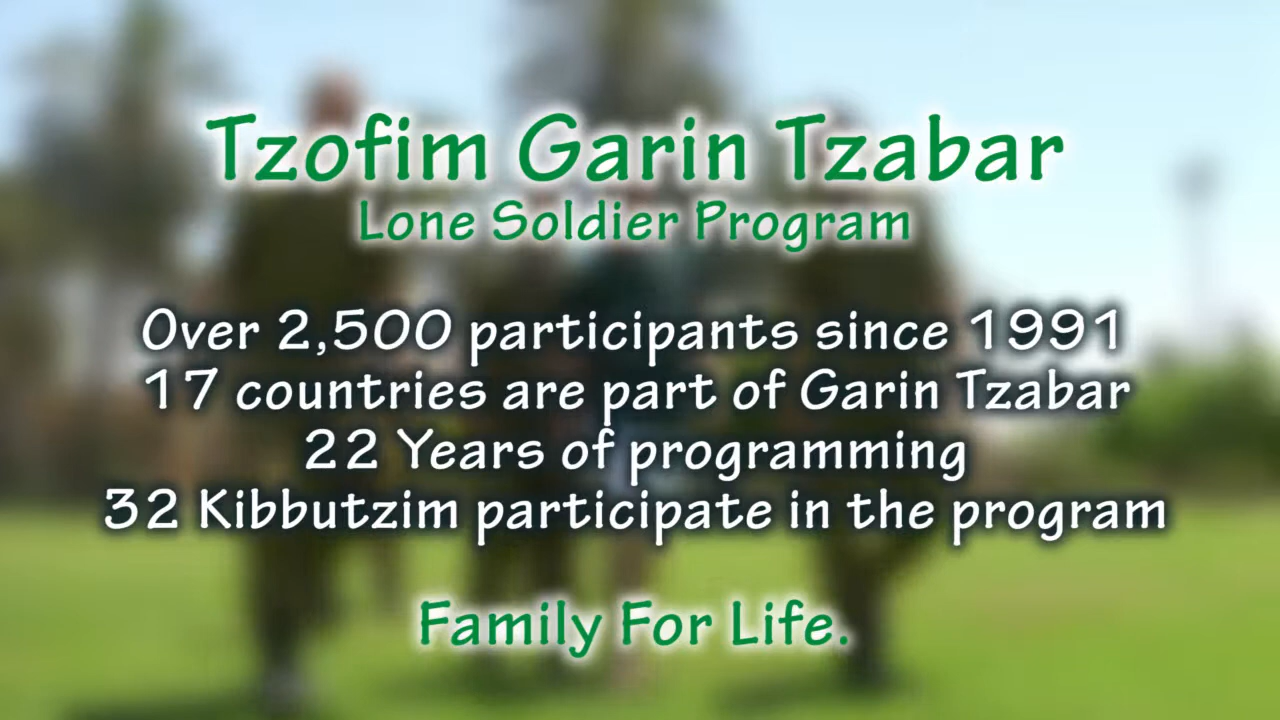 Tzofim Garin Tzabar
Lone Soldier Program
Over 2,500 participants since 1991
17 countries are part of Garin Tzabar
22 Years of programming
32 Kibbutzim participate in the program
Family For Life.